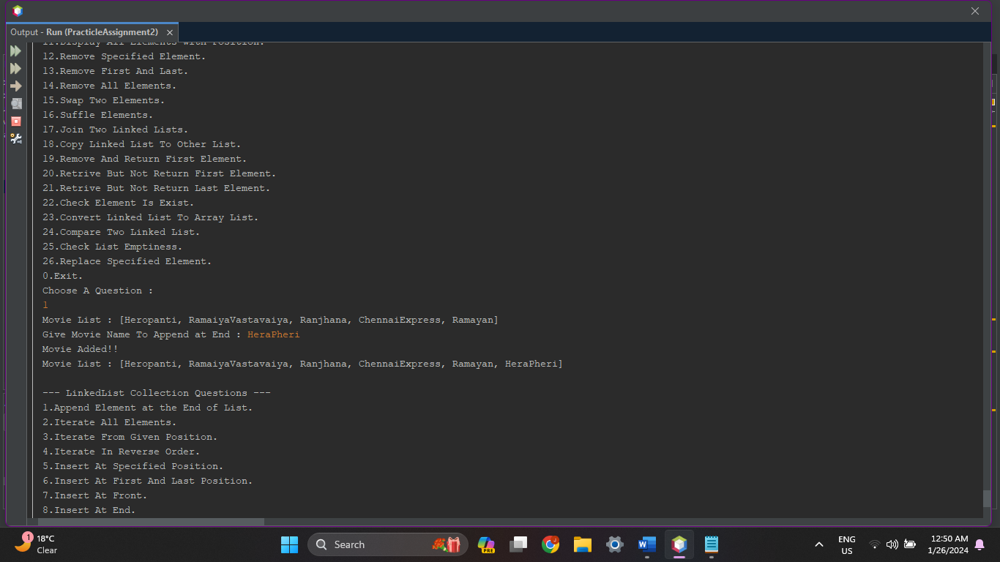 Output - Run (PracticleAssignment2)
11.Display All Elements With Position.
12.Remove Specified Element.
13.Remove First And Last.
14.Remove All Elements.
15.Swap Two Elements.
16.Suffle Elements.
17.Join Two Linked Lists.
18.Copy Linked List To Other List.
19.Remove And Return First Element.
20.Retrive But Not Return First Element.
21.Retrive But Not Return Last Element.
22.Check Element Is Exist.
23.Convert Linked List To Array List.
24.Compare Two Linked List.
25.Check List Emptiness.
26.Replace Specified Element.
0.Exit.
Choose A Question :
1
Movie List : [Heropanti, RamaiyaVastavaiya, Ranjhana, ChennaiExpress, Ramayan]
Give Movie Name To Append at End : HeraPheri
Movie Added!!
Movie List : [Heropanti, RamaiyaVastavaiya, Ranjhana, ChennaiExpress, Ramayan, HeraPheri]
--- LinkedList Collection Questions ---
1.Append Element at the End of List.
2.Iterate All Elements.
3.Iterate From Given Position.
4.Iterate In Reverse Order.
5.Insert At Specified Position.
6.Insert At First And Last Position.
7.Insert At Front.
8.Insert At End.
1
18°C
Clear
Search
PRE
W
ENG
US
12:50 AM
1/26/2024